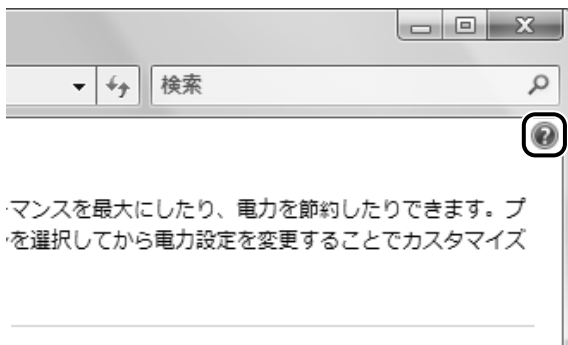 検索
ーマンスを最大にしたり、電力を節約したりできます。プ
を選択してから電力設定を変更することでカスタマイズ